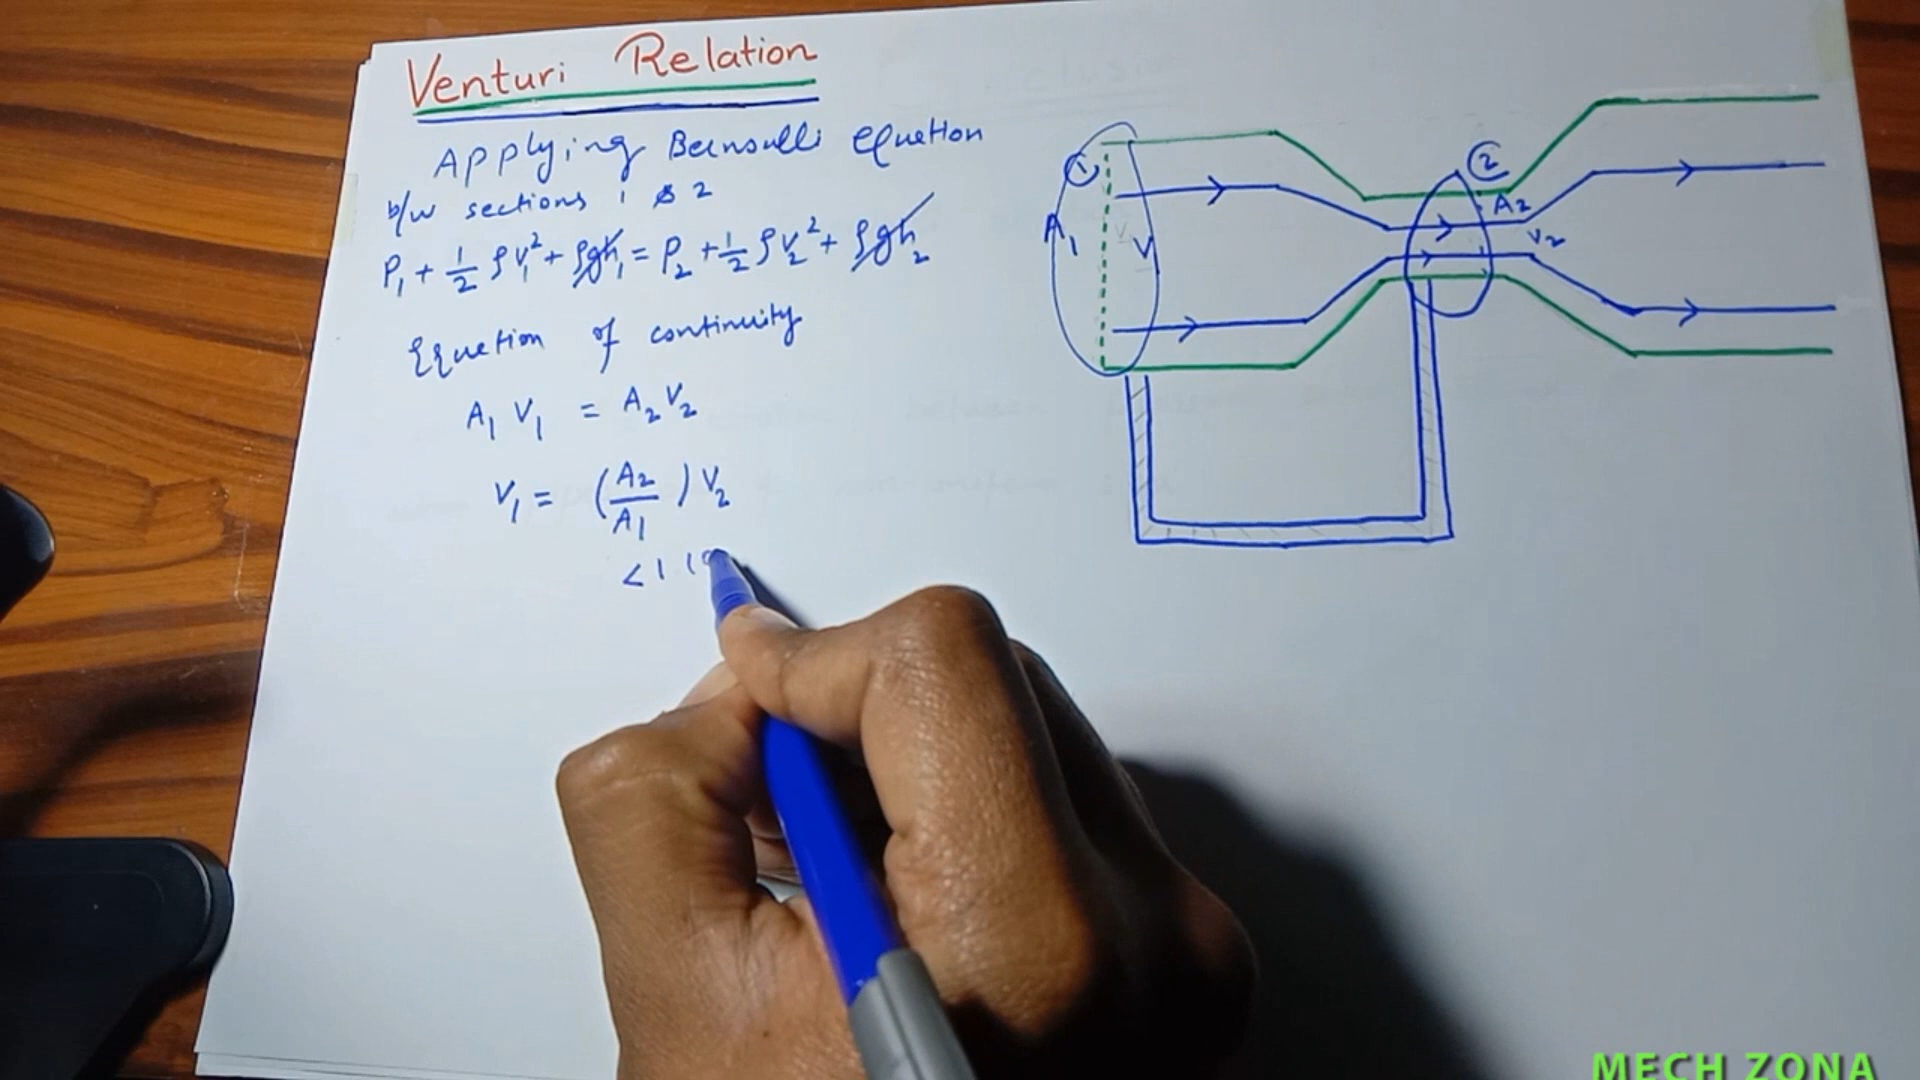 Venturi Relation
Applying Bernoulli Equation
b/w sections 1 & 2
P₁ + 1/2 ρV₁² + ρgh₁ = P₂ + 1/2 ρV₂² + ρgh₂
Equation of continuity
A₁ V₁ = A₂ V₂
V₁ = (A₂/A₁) V₂
< 1
1
A₁
V
2
A₂
V₂
MECH ZONA